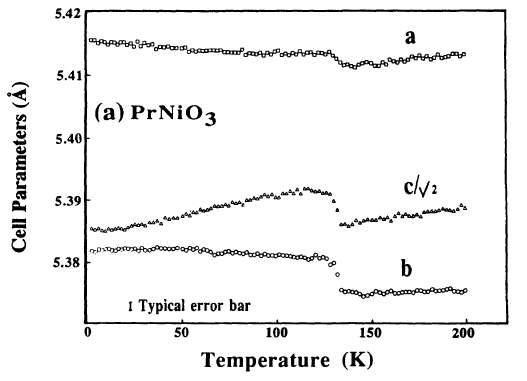 5.42
a
5.41
(a) PrNiO3
5.40
Cell Parameters (Å)
c/√2
5.39
5.38
b
I Typical error bar
0 50 100 150 200
Temperature (K)